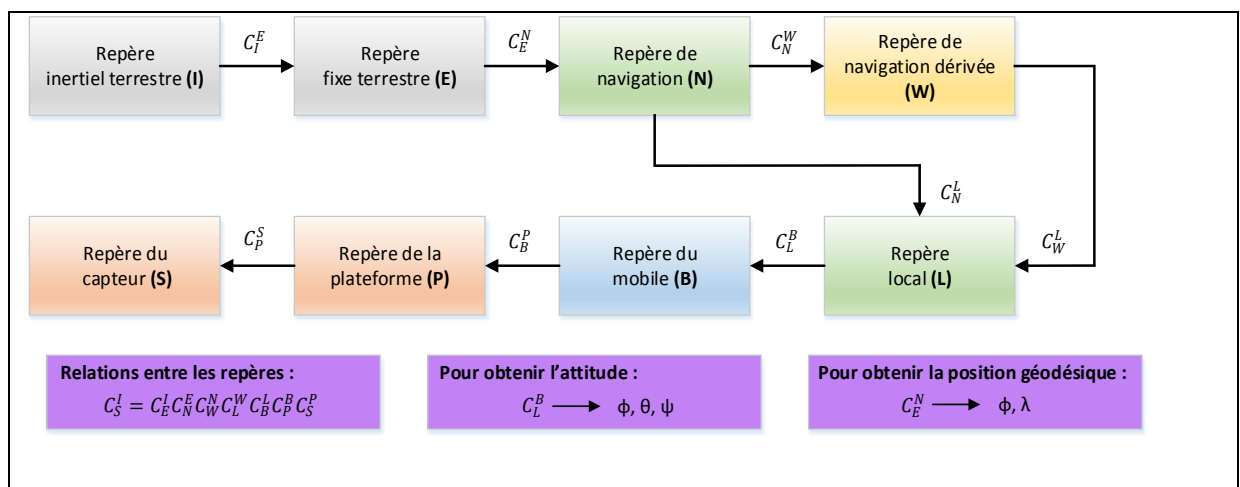 Repère
inertiel terrestre (I)
C_I^E
Repère
fixe terrestre (E)
C_E^N
Repère de
navigation (N)
C_N^W
Repère de
navigation dérivée
(W)
C_N^L
C_W^L
Repère du
capteur (S)
C_P^S
Repère de la
plateforme (P)
C_B^P
Repère du
mobile (B)
C_L^B
Repère
local (L)
Relations entre les repères :
C_S^I = C_E^I C_N^E C_W^N C_L^W C_B^L C_P^B C_S^P
Pour obtenir l’attitude :
C_L^B ϕ, θ, ψ
Pour obtenir la position géodésique :
C_E^N ϕ, λ